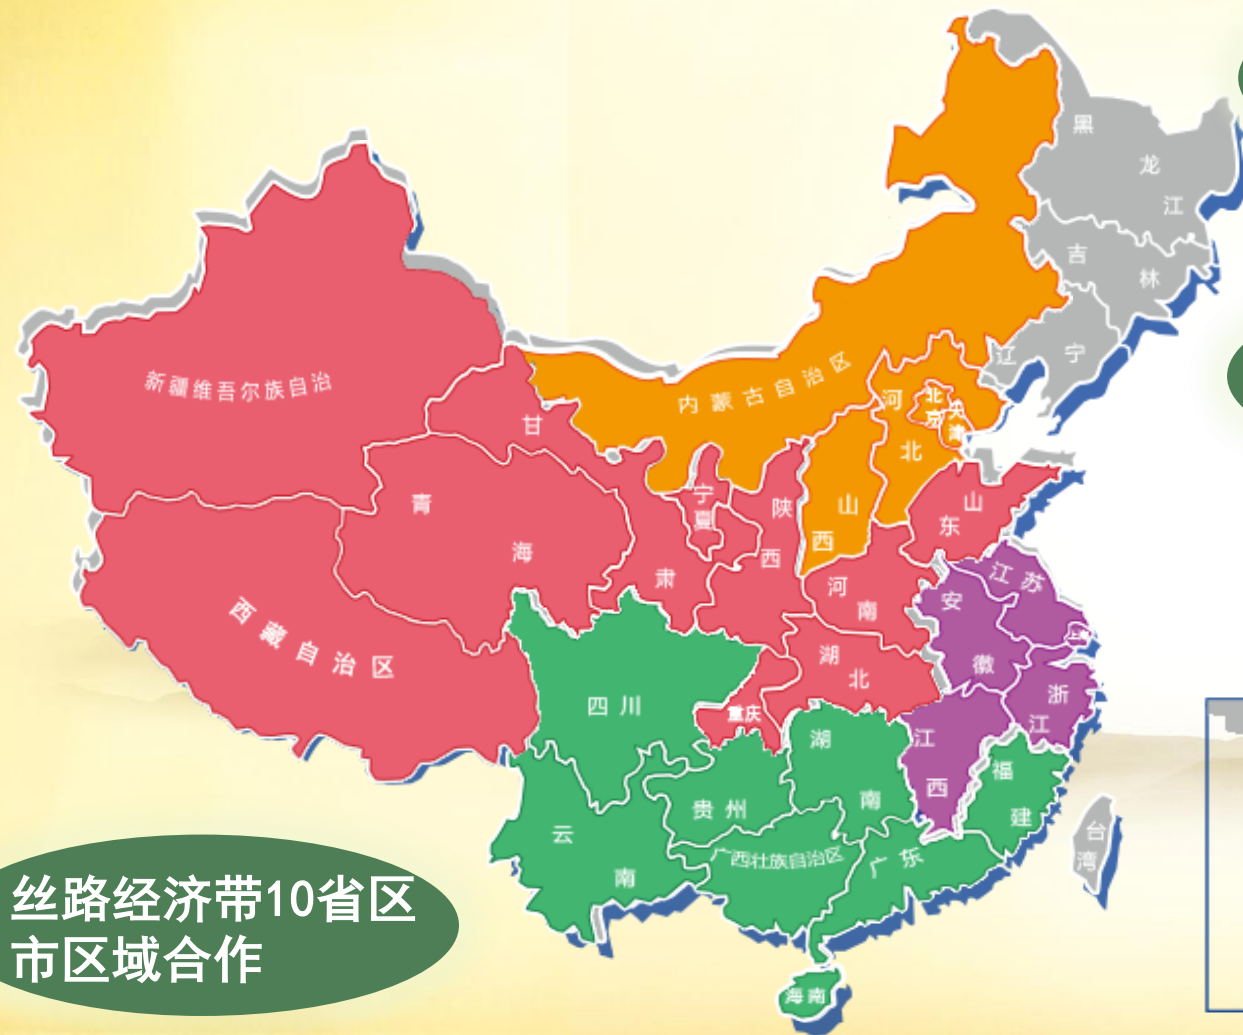 黑龙江
吉林
辽宁
内蒙古自治区
新疆维吾尔族自治
河北
北京
天津
甘肃
宁夏
陕西
山西
山东
青海
河南
江苏
安徽
上海
西藏自治区
湖北
浙江
四川
重庆
湖南
江西
福建
贵州
云南
广西壮族自治区
广东
台湾
海南
丝路经济带10省区
市区域合作